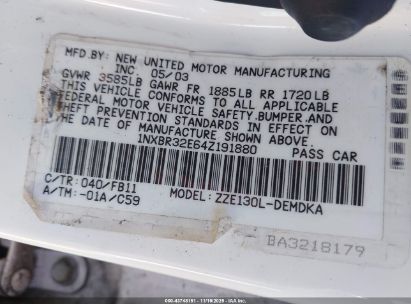 MFD.BY: NEW UNITED MOTOR MANUFACTURING
INC. 05/03
GVWR 3585LB GAWR FR 1885LB RR 1720LB
THIS VEHICLE CONFORMS TO ALL APPLICABLE
FEDERAL MOTOR VEHICLE SAFETY,BUMPER,AND
THEFT PREVENTION STANDARDS IN EFFECT ON
THE DATE OF MANUFACTURE SHOWN ABOVE.
1NXBR32E64Z191880 PASS CAR
C/TR: 040/FB11 MODEL: ZZE130L-DEMDKA
A/TM: -01A/C59
BA3218179